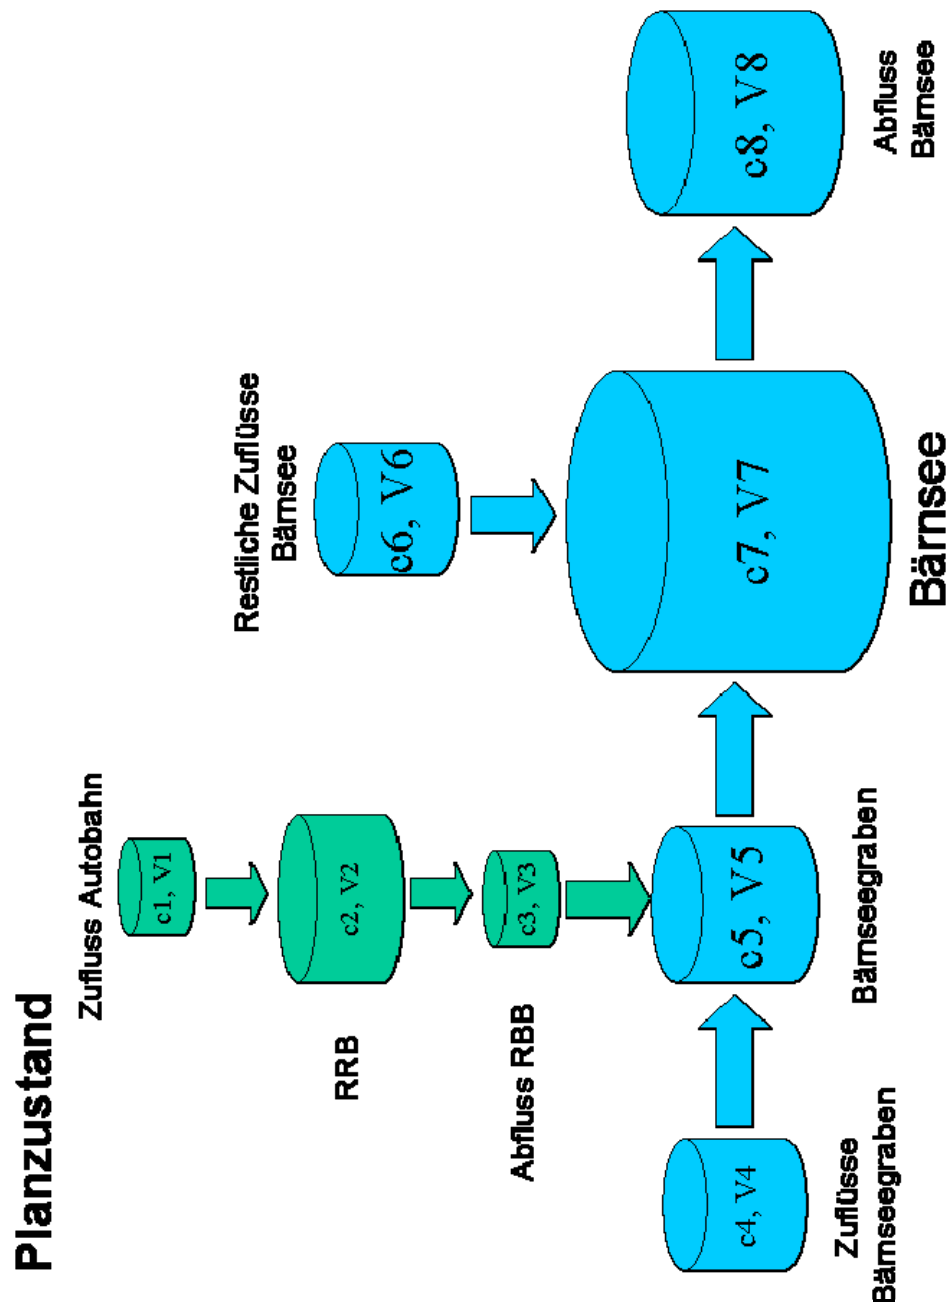 Planzustand
Zufluss Autobahn
c1, V1
RRB
c2, V2
Abfluss RBB
c3, V3
Restliche Zuflüsse
Bärnsee
c6, V6
c4, V4
c5, V5
c7, V7
c8, V8
Zuflüsse
Bärnseegraben
Bärnseegraben
Bärnsee
Abfluss
Bärnsee